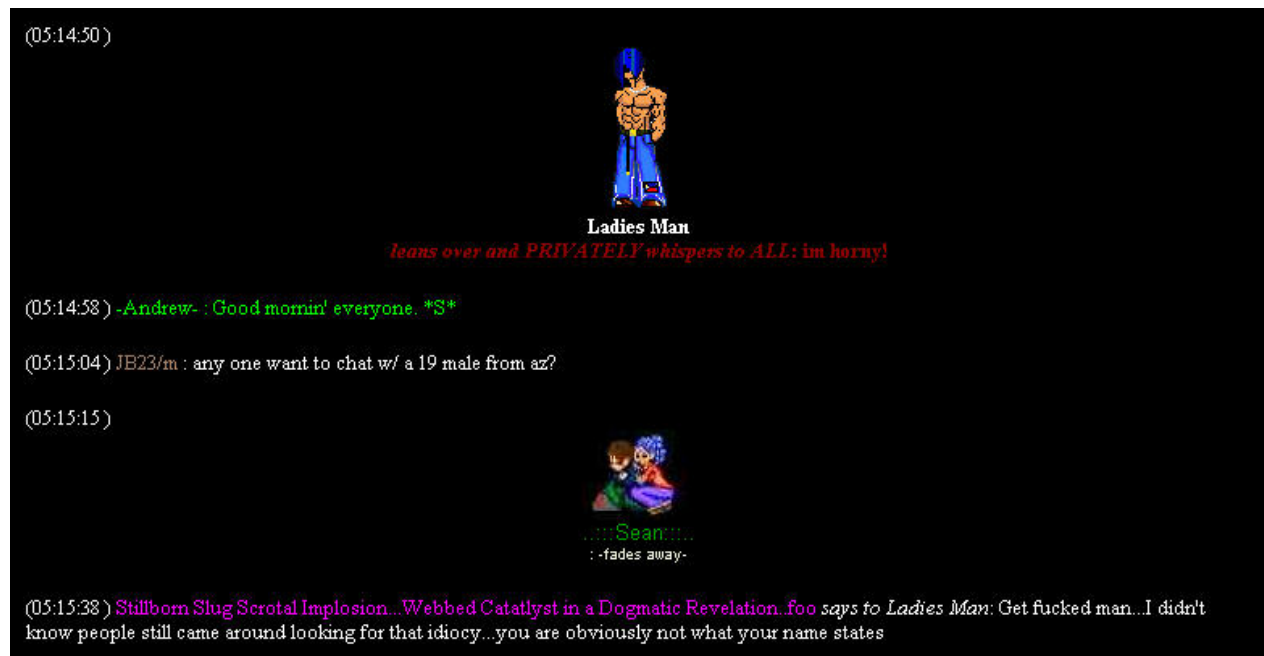 (05:14:50 )
Ladies Man
leans over and PRIVATELY whispers to ALL: im horny!
(05:14:58 ) -Andrew- : Good mornin' everyone. *S*
(05:15:04 ) JB23/m : any one want to chat w/ a 19 male from az?
(05:15:15 )
..:::Sean:::..
: -fades away-
(05:15:38 ) Stillborn Slug Scrotal Implosion...Webbed Catatlyst in a Dogmatic Revelation..foo says to Ladies Man: Get fucked man...I didn't
know people still came around looking for that idiocy...you are obviously not what your name states